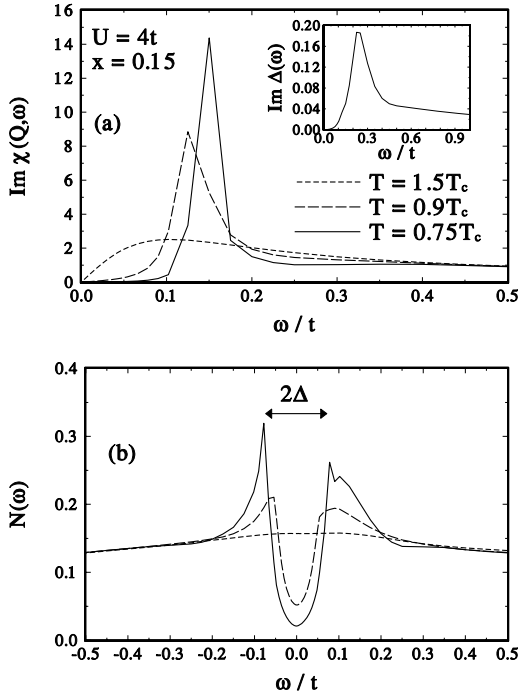 16
14
12
10
8
6
4
2
0
Im χ (Q,ω)
U = 4t
x = 0.15
(a)
0.20
0.16
0.12
0.08
0.04
0.00
Im Δ(ω)
0.0 0.3 0.6 0.9
ω / t
T = 1.5Tc
T = 0.9Tc
T = 0.75Tc
0.0 0.1 0.2 0.3 0.4 0.5
ω / t
0.4
0.3
0.2
0.1
0.0
N(ω)
2Δ
(b)
-0.5 -0.4 -0.3 -0.2 -0.1 0.0 0.1 0.2 0.3 0.4 0.5
ω / t